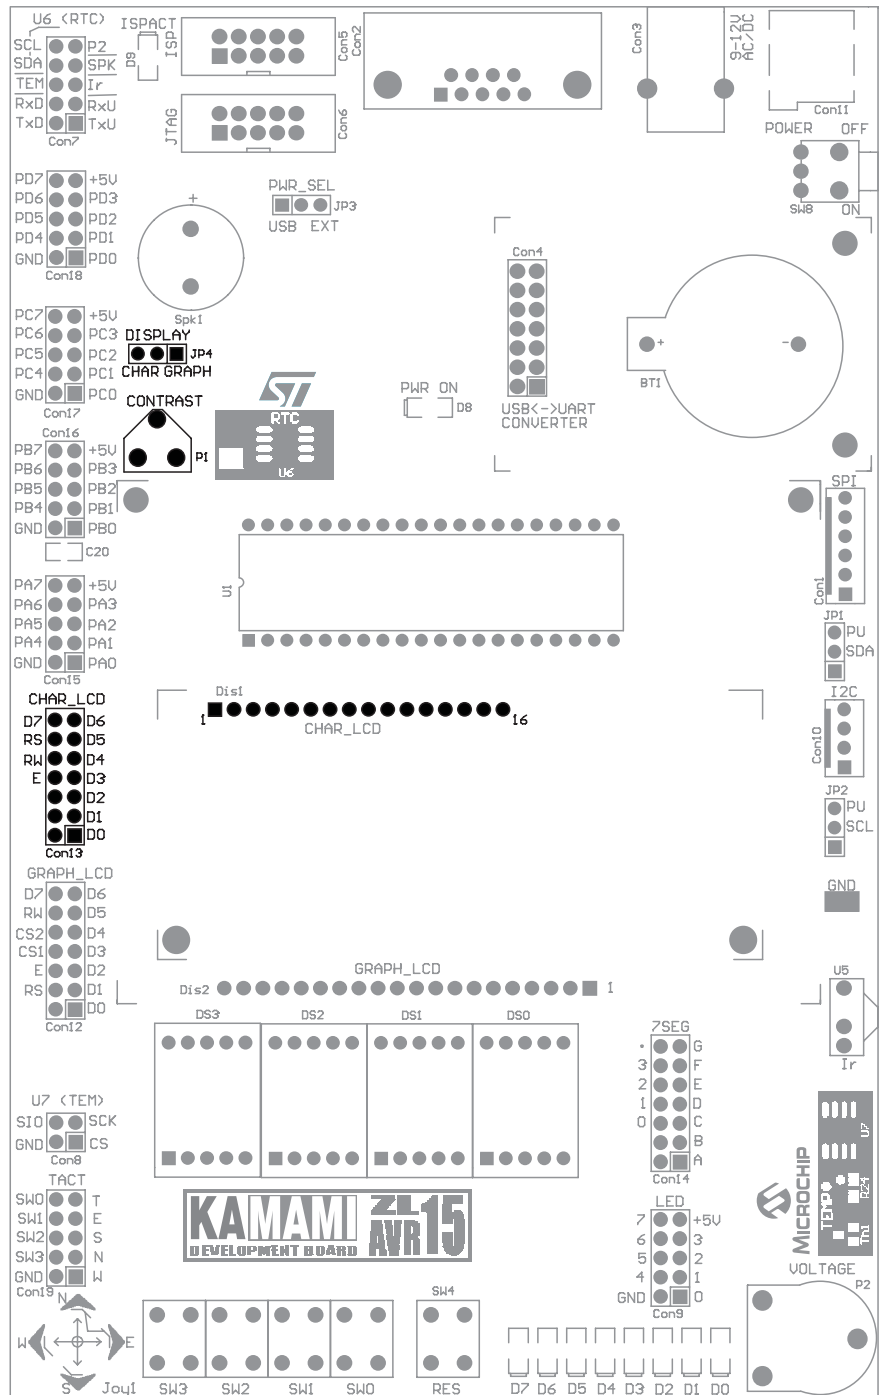 U6 (RTC)
SCL P2
SDA SPK
TEM Ir
RxD RxU
TxD TxU
Con7
ISPACT
D9
ISP
Con5
JTAG
Con6
Con2
Con3
9-12V
AC/DC
Con11
POWER OFF
SW8 ON
PD7 +5V
PD6 PD3
PD5 PD2
PD4 PD1
GND PD0
Con18
+
Spk1
PWR_SEL
JP3
USB EXT
Con4
USB<->UART
CONVERTER
+ -
BT1
PC7 +5V
PC6 PC3
PC5 PC2
PC4 PC1
GND PC0
Con17
DISPLAY
JP4
CHAR GRAPH
CONTRAST
P1
ST
RTC
U6
PWR ON
D8
Con16
PB7 +5V
PB6 PB3
PB5 PB2
PB4 PB1
GND PB0
C20
SPI
Con1
U1
PA7 +5V
PA6 PA3
PA5 PA2
PA4 PA1
GND PA0
Con15
JP1
PU
SDA
I2C
Con10
JP2
PU
SCL
GND
CHAR_LCD
D7 D6
RS D5
RW D4
E D3
D2
D1
D0
Con13
Dis1
1 16
CHAR_LCD
GRAPH_LCD
D7 D6
RW D5
CS2 D4
CS1 D3
E D2
RS D1
D0
Con12
GRAPH_LCD
Dis2 1
U5
Ir
DS3 DS2 DS1 DS0
7SEG
. G
3 F
2 E
1 D
0 C
B
A
Con14
U7 (TEM)
SIO SCK
GND CS
Con8
TACT
SW0 T
SW1 E
SW2 S
SW3 N
GND W
Con19
KAMAMI
DEVELOPMENT BOARD
ZL
AVR 15
LED
7 +5V
6 3
5 2
4 1
GND 0
Con9
MICROCHIP
TEMP
U7
R24
Th1
VOLTAGE
P2
N
W E
S Joy1
SW3 SW2 SW1 SW0
SW4
RES
D7 D6 D5 D4 D3 D2 D1 D0